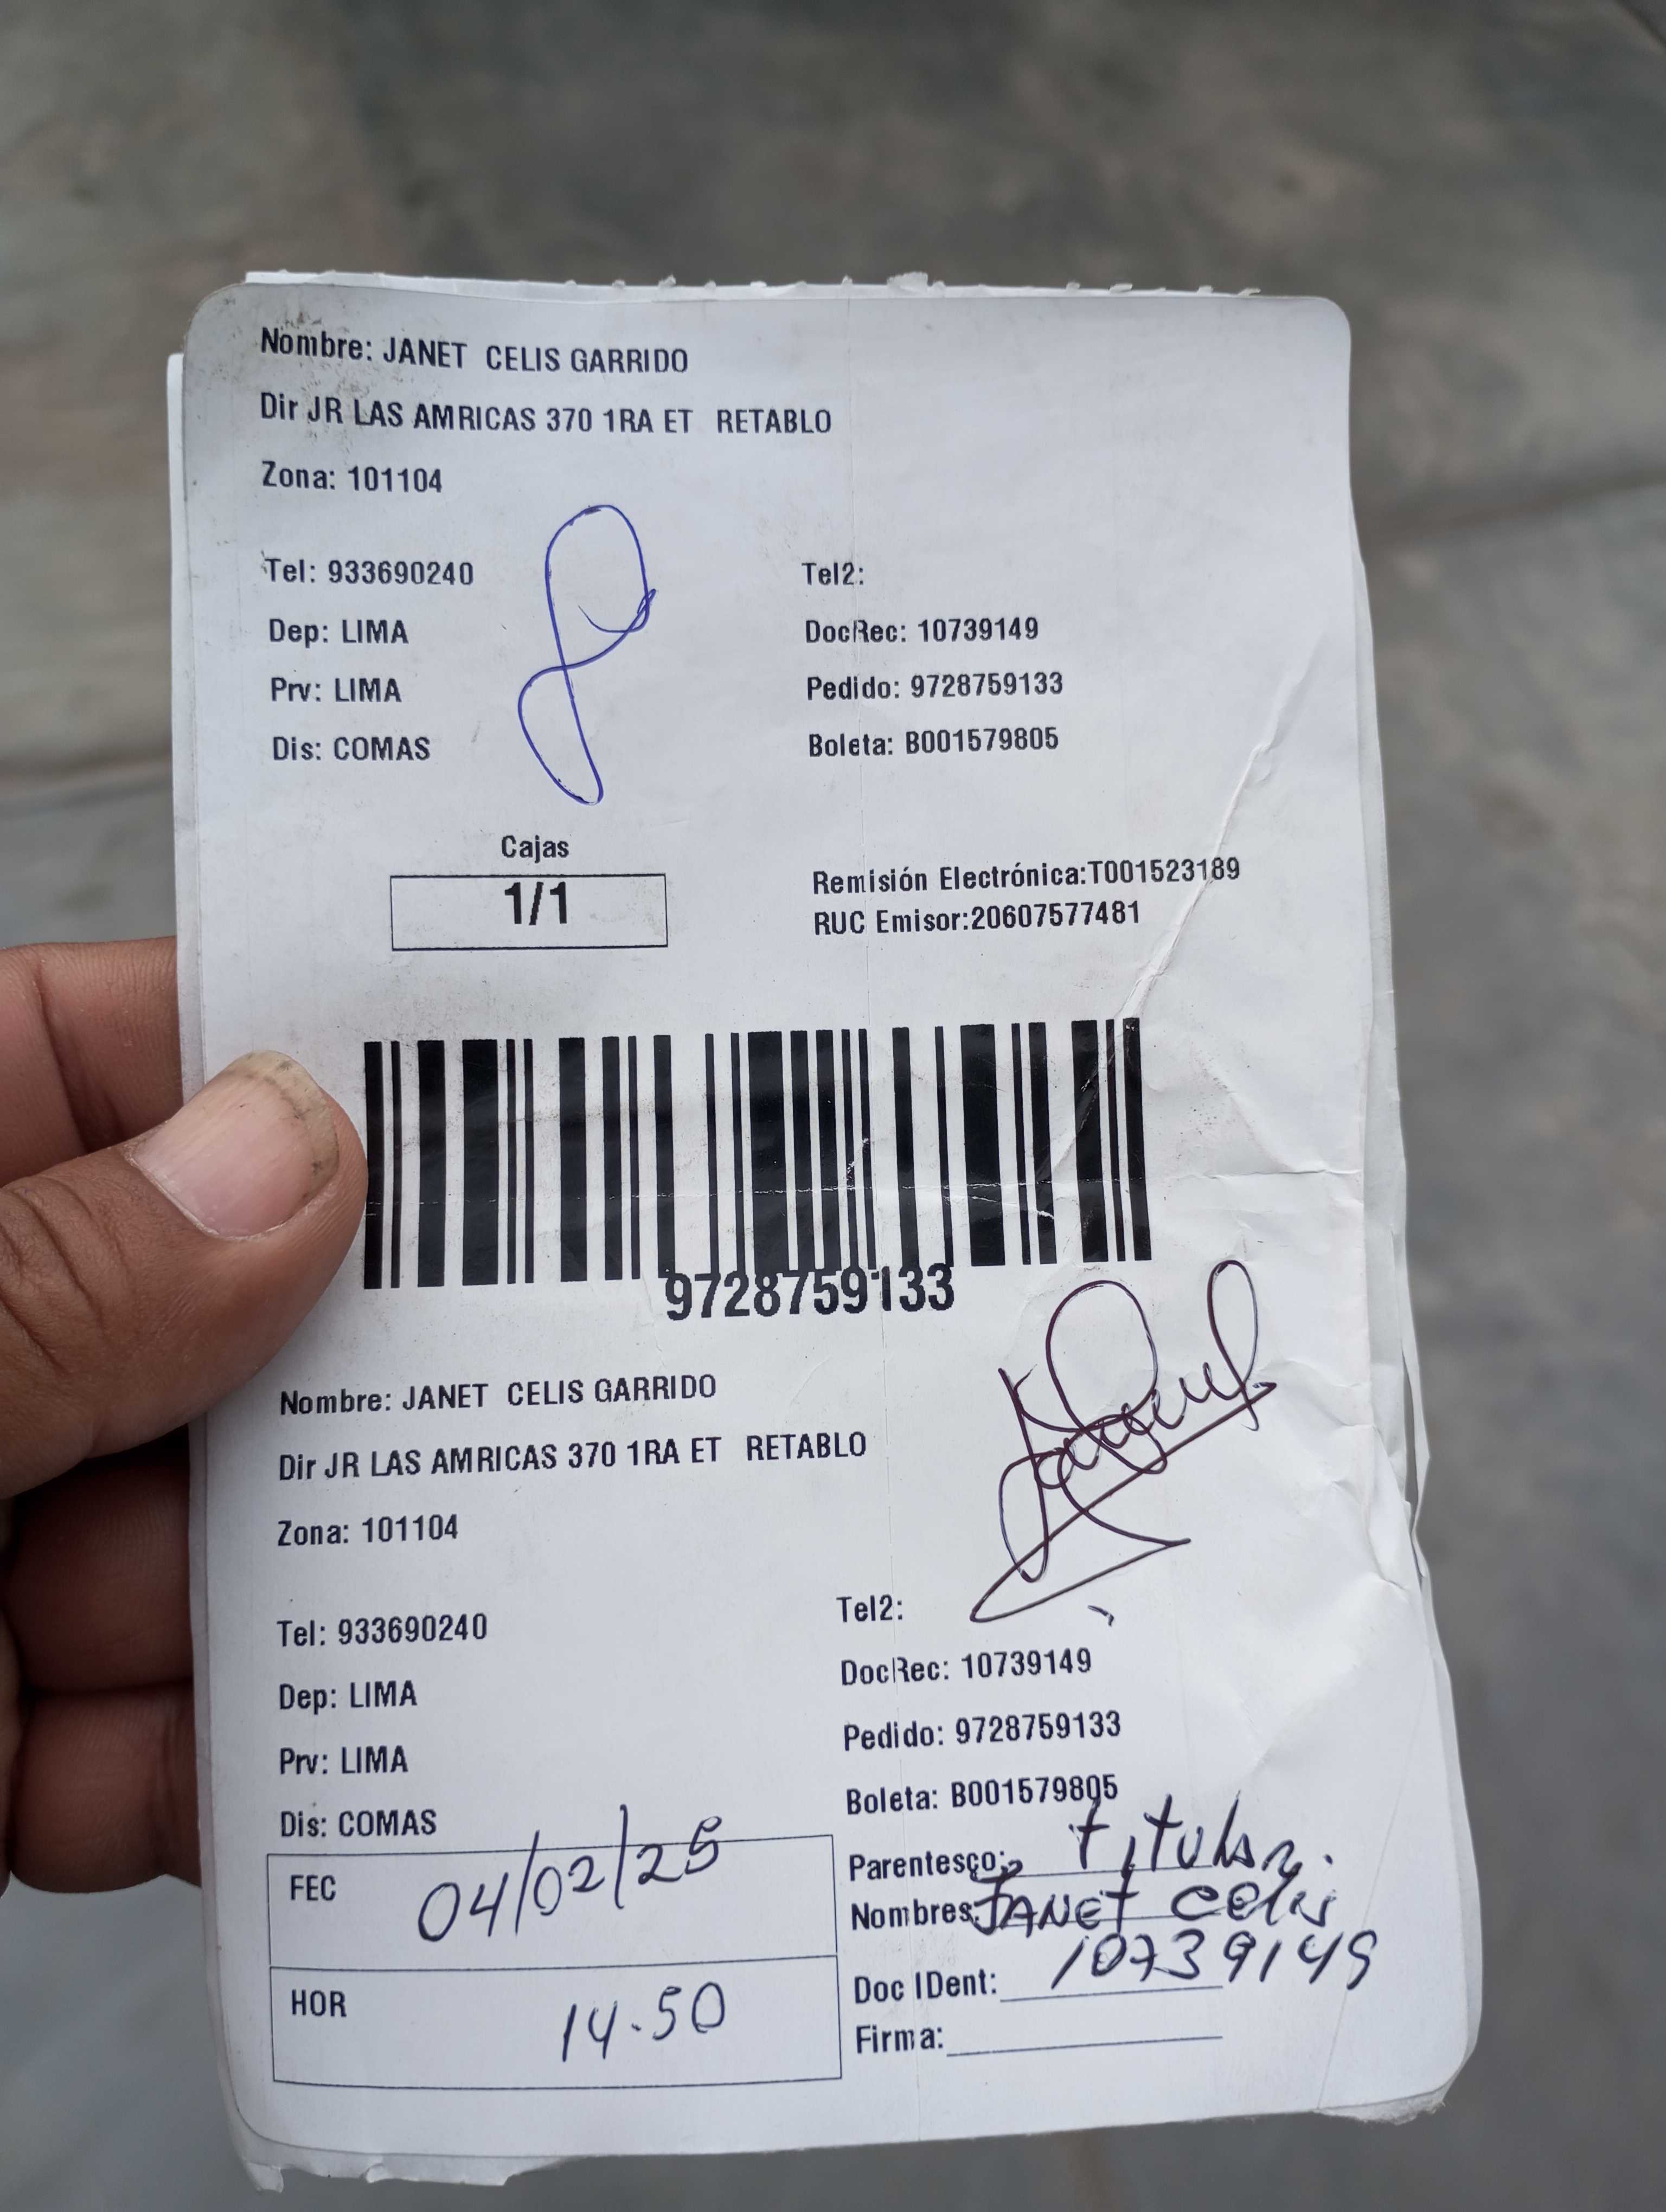 Nombre: JANET CELIS GARRIDO
Dir JR LAS AMRICAS 370 1RA ET RETABLO
Zona: 101104
Tel: 933690240 Tel2:
Dep: LIMA DocRec: 10739149
Prv: LIMA Pedido: 9728759133
Dis: COMAS Boleta: B001579805
Cajas
1/1
Remisión Electrónica:T001523189
RUC Emisor:20607577481
9728759133
Nombre: JANET CELIS GARRIDO
Dir JR LAS AMRICAS 370 1RA ET RETABLO
Zona: 101104
Tel: 933690240 Tel2:
Dep: LIMA DocRec: 10739149
Prv: LIMA Pedido: 9728759133
Dis: COMAS Boleta: B001579805
FEC 04/02/25
HOR 14.50
Parentesco: titular.
Nombres: JANET Celis
Doc IDent: 10739149
Firma: